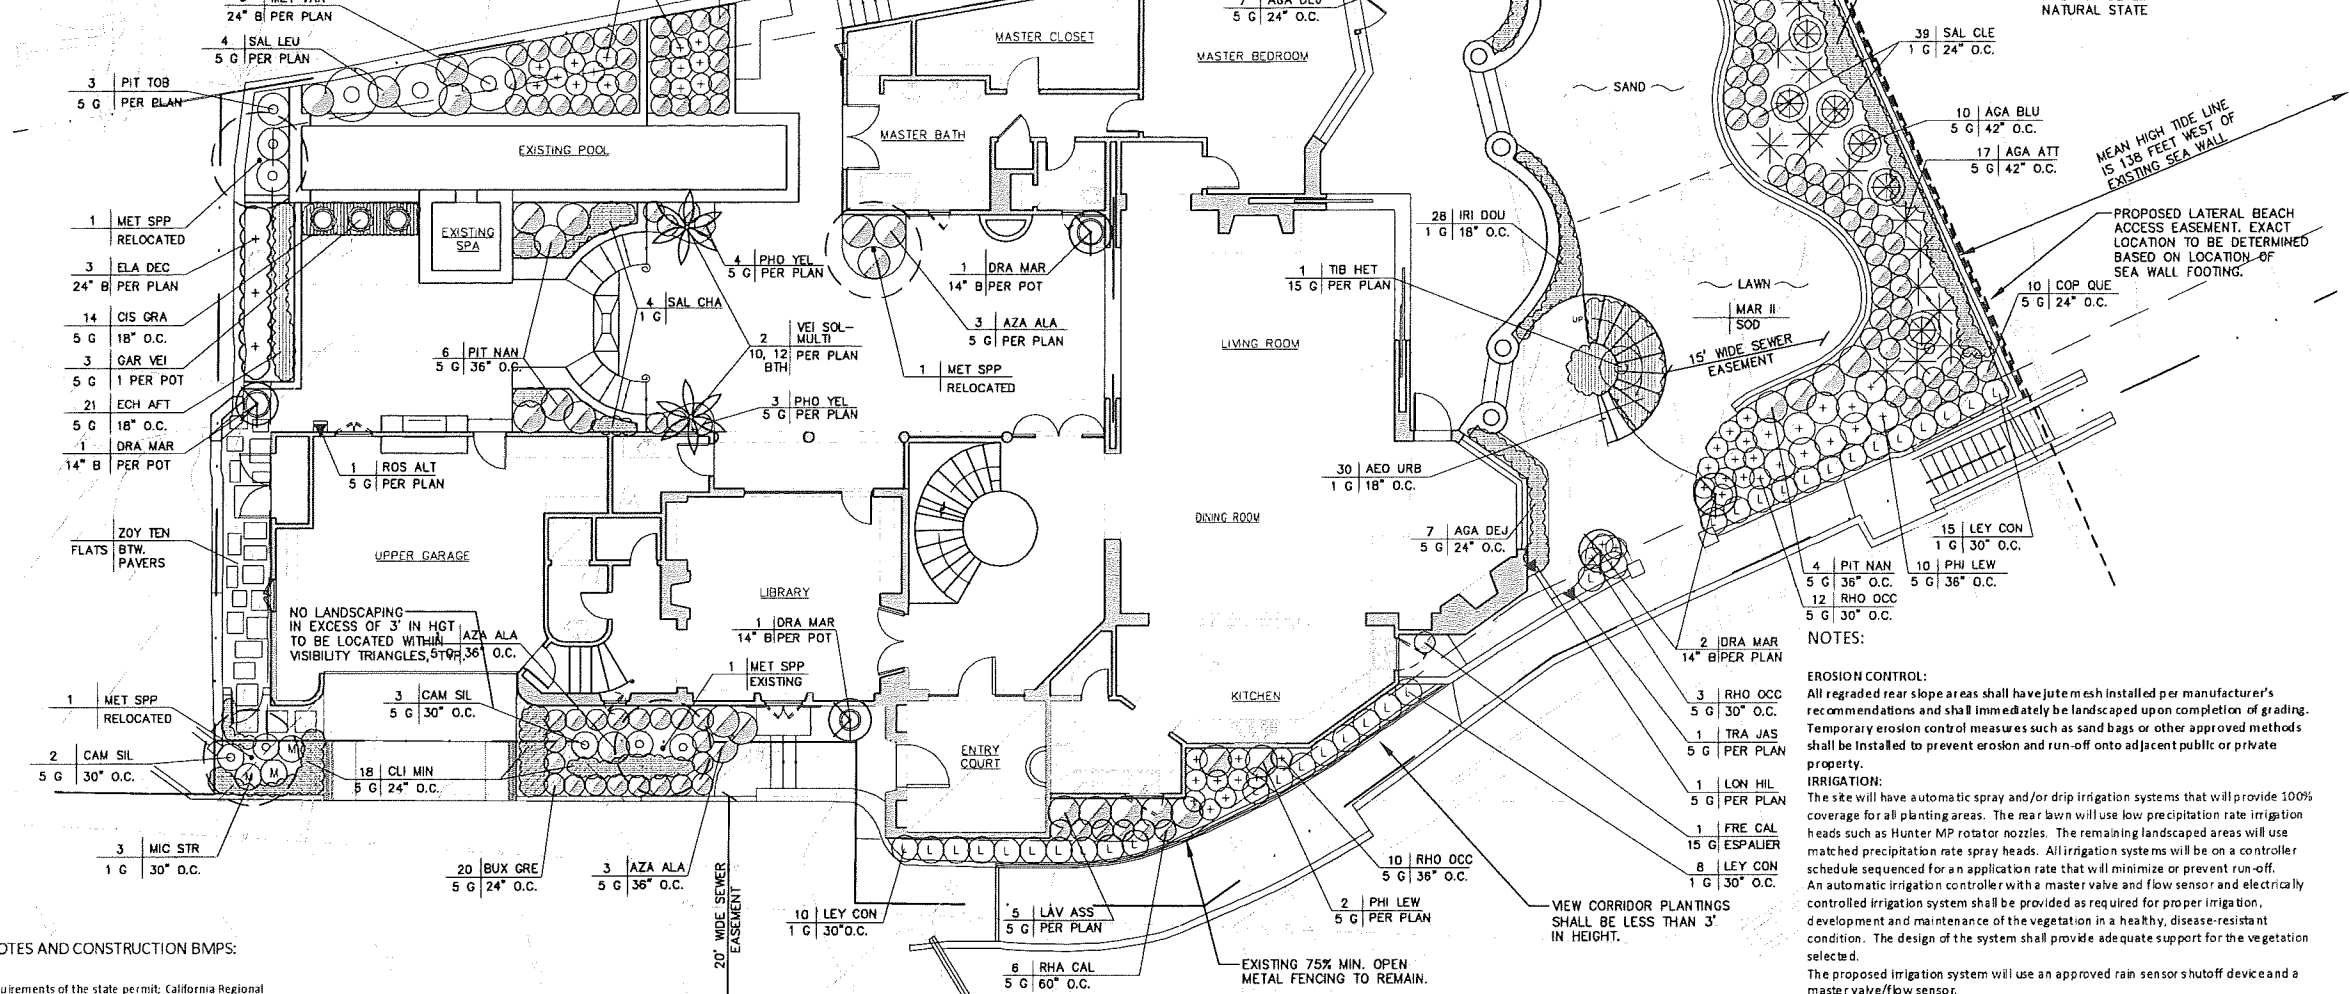 24" B PER PLAN
4 SAL LEU
5 G PER PLAN
3 PIT TOB
5 G PER PLAN
1 MET SPP
RELOCATED
3 ELA DEC
24" B PER PLAN
14 CIS GRA
5 G 18" O.C.
3 GAR VEI
5 G 1 PER POT
21 ECH AFT
5 G 18" O.C.
1 DRA MAR
14" B PER POT
ZOY TEN
FLATS BTW.
PAVERS
1 MET SPP
RELOCATED
2 CAM SIL
5 G 30" O.C.
3 MIC STR
1 G 30" O.C.
EXISTING POOL
EXISTING
SPA
6 PIT NAN
5 G 36" O.C.
4 SAL CHA
1 G
4 PHO YEL
5 G PER PLAN
2 VEI SOL-
MULTI
10, 12 PER PLAN
BTH
3 PHO YEL
5 G PER PLAN
1 ROS ALT
5 G PER PLAN
UPPER GARAGE
NO LANDSCAPING
IN EXCESS OF 3' IN HGT
TO BE LOCATED WITHIN
VISIBILITY TRIANGLES, TYP.
AZA ALA
5 G 36" O.C.
3 CAM SIL
5 G 30" O.C.
18 CLI MIN
5 G 24" O.C.
20 BUX GRE
5 G 24" O.C.
3 AZA ALA
5 G 36" O.C.
20' WIDE SEWER
EASEMENT
LIBRARY
1 DRA MAR
14" B PER POT
1 MET SPP
EXISTING
7 AGA DEJ
5 G 24" O.C.
MASTER CLOSET
MASTER BEDROOM
MASTER BATH
1 DRA MAR
14" B PER POT
3 AZA ALA
5 G PER PLAN
1 MET SPP
RELOCATED
LIVING ROOM
DINING ROOM
KITCHEN
ENTRY
COURT
10 LEY CON
1 G 30"O.C.
5 LAV ASS
5 G PER PLAN
6 RHA CAL
5 G 60" O.C.
EXISTING 75% MIN. OPEN
METAL FENCING TO REMAIN.
2 PHI LEW
5 G PER PLAN
10 RHO OCC
5 G 36" O.C.
VIEW CORRIDOR PLANTINGS
SHALL BE LESS THAN 3'
IN HEIGHT.
28 IRI DOU
1 G 18" O.C.
1 TIB HET
15 G PER PLAN
UP
30 AEO URB
1 G 18" O.C.
7 AGA DEJ
5 G 24" O.C.
SAND
LAWN
MAR II
SOD
15' WIDE SEWER
EASEMENT
NATURAL STATE
39 SAL CLE
1 G 24" O.C.
10 AGA BLU
5 G 42" O.C.
17 AGA ATT
5 G 42" O.C.
MEAN HIGH TIDE LINE
IS 138 FEET WEST OF
EXISTING SEA WALL
PROPOSED LATERAL BEACH
ACCESS EASEMENT. EXACT
LOCATION TO BE DETERMINED
BASED ON LOCATION OF
SEA WALL FOOTING.
10 COP QUE
5 G 24" O.C.
15 LEY CON
1 G 30" O.C.
4 PIT NAN
5 G 36" O.C.
12 RHO OCC
5 G 30" O.C.
10 PHI LEW
5 G 36" O.C.
2 DRA MAR
14" B PER PLAN
3 RHO OCC
5 G 30" O.C.
1 TRA JAS
5 G PER PLAN
1 LON HIL
5 G PER PLAN
1 FRE CAL
15 G ESPALIER
8 LEY CON
1 G 30" O.C.
NOTES:
EROSION CONTROL:
All regraded rear slope areas shall have jute mesh installed per manufacturer's
recommendations and shall immediately be landscaped upon completion of grading.
Temporary erosion control measures such as sand bags or other approved methods
shall be installed to prevent erosion and run-off onto adjacent public or private
property.
IRRIGATION:
The site will have automatic spray and/or drip irrigation systems that will provide 100%
coverage for all planting areas. The rear lawn will use low precipitation rate irrigation
heads such as Hunter MP rotator nozzles. The remaining landscaped areas will use
matched precipitation rate spray heads. All irrigation systems will be on a controller
schedule sequenced for an application rate that will minimize or prevent run-off.
An automatic irrigation controller with a master valve and flow sensor and electrically
controlled irrigation system shall be provided as required for proper irrigation,
development and maintenance of the vegetation in a healthy, disease-resistant
condition. The design of the system shall provide adequate support for the vegetation
selected.
The proposed irrigation system will use an approved rain sensor shutoff device and a
master valve/flow sensor.
OTES AND CONSTRUCTION BMPS:
uirements of the state permit; California Regional